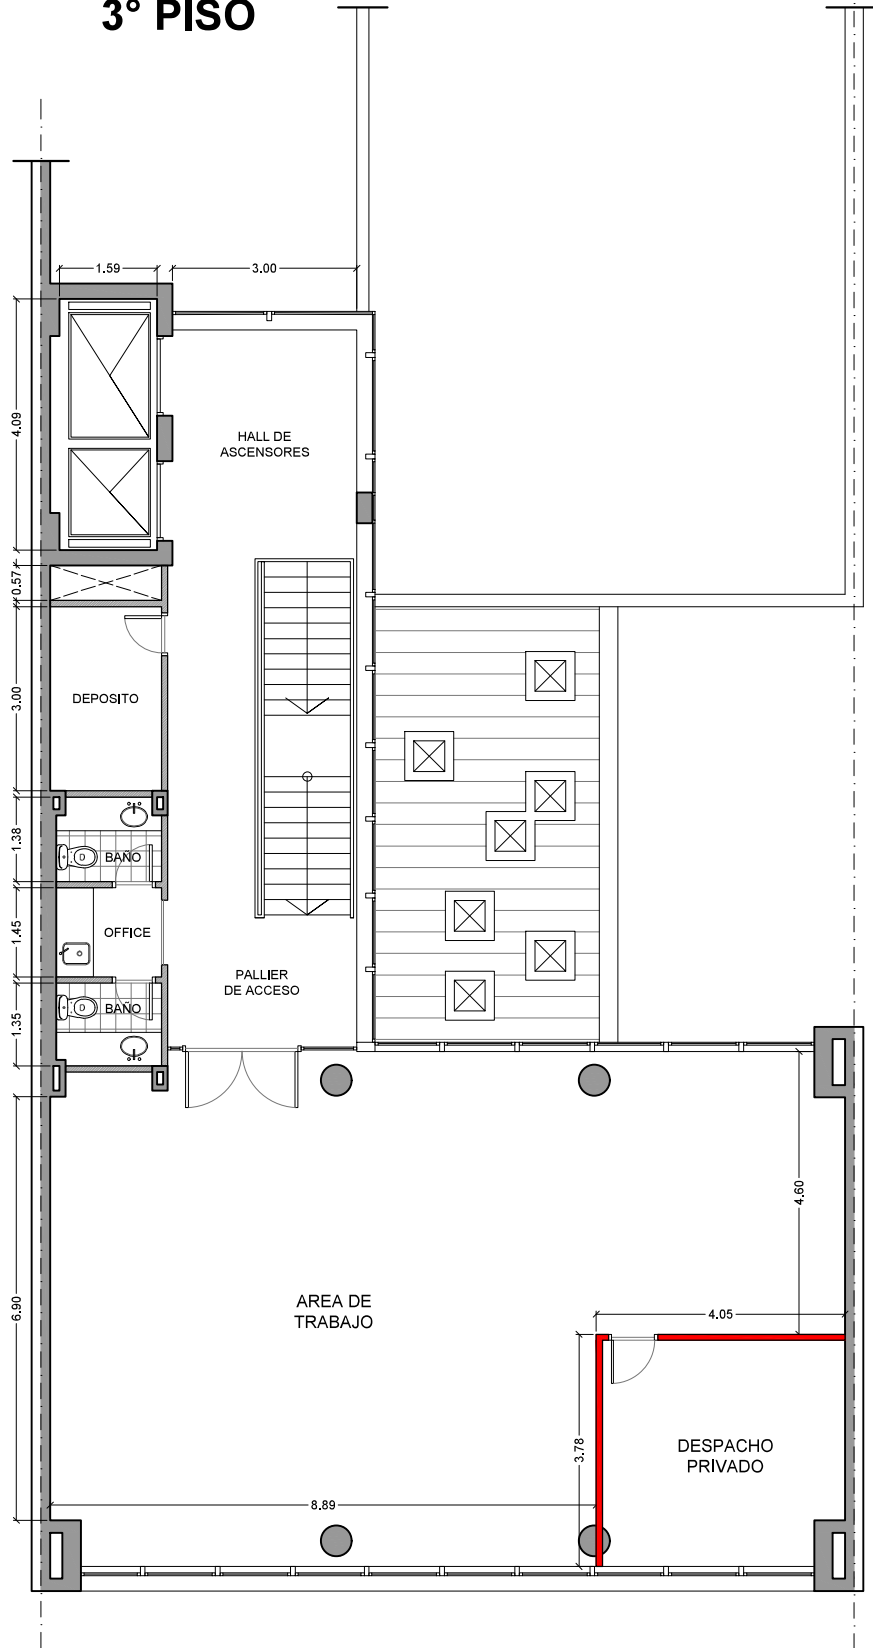 3° PISO
1.59
3.00
4.09
HALL DE
ASCENSORES
0.57
3.00
DEPOSITO
1.38
BAÑO
1.45
OFFICE
PALLIER
DE ACCESO
1.35
BAÑO
4.60
6.90
AREA DE
TRABAJO
4.05
3.78
DESPACHO
PRIVADO
8.89